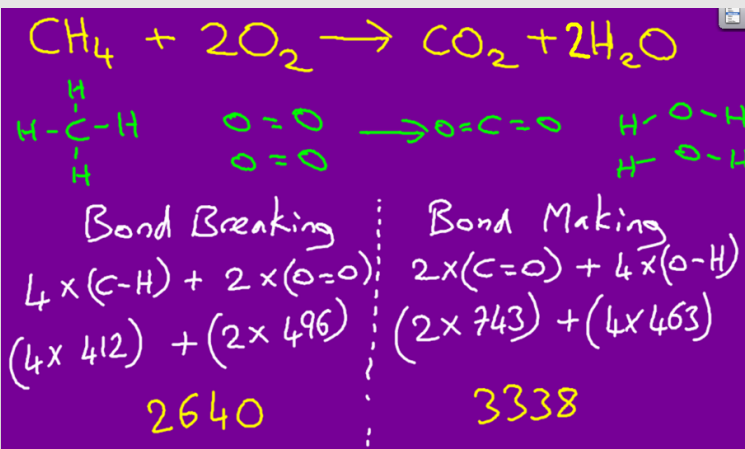 CH₄ + 2O₂ → CO₂ + 2H₂O
H
H-C-H O=O → O=C=O H-O-H
H O=O H-O-H
Bond Breaking Bond Making
4×(C-H) + 2×(O=O) 2×(C=O) + 4×(O-H)
(4×412) + (2×496) (2×743) + (4×463)
2640 3338